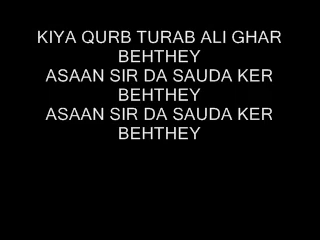 KIYA QURB TURAB ALI GHAR
BEHTHEY
ASAAN SIR DA SAUDA KER
BEHTHEY
ASAAN SIR DA SAUDA KER
BEHTHEY